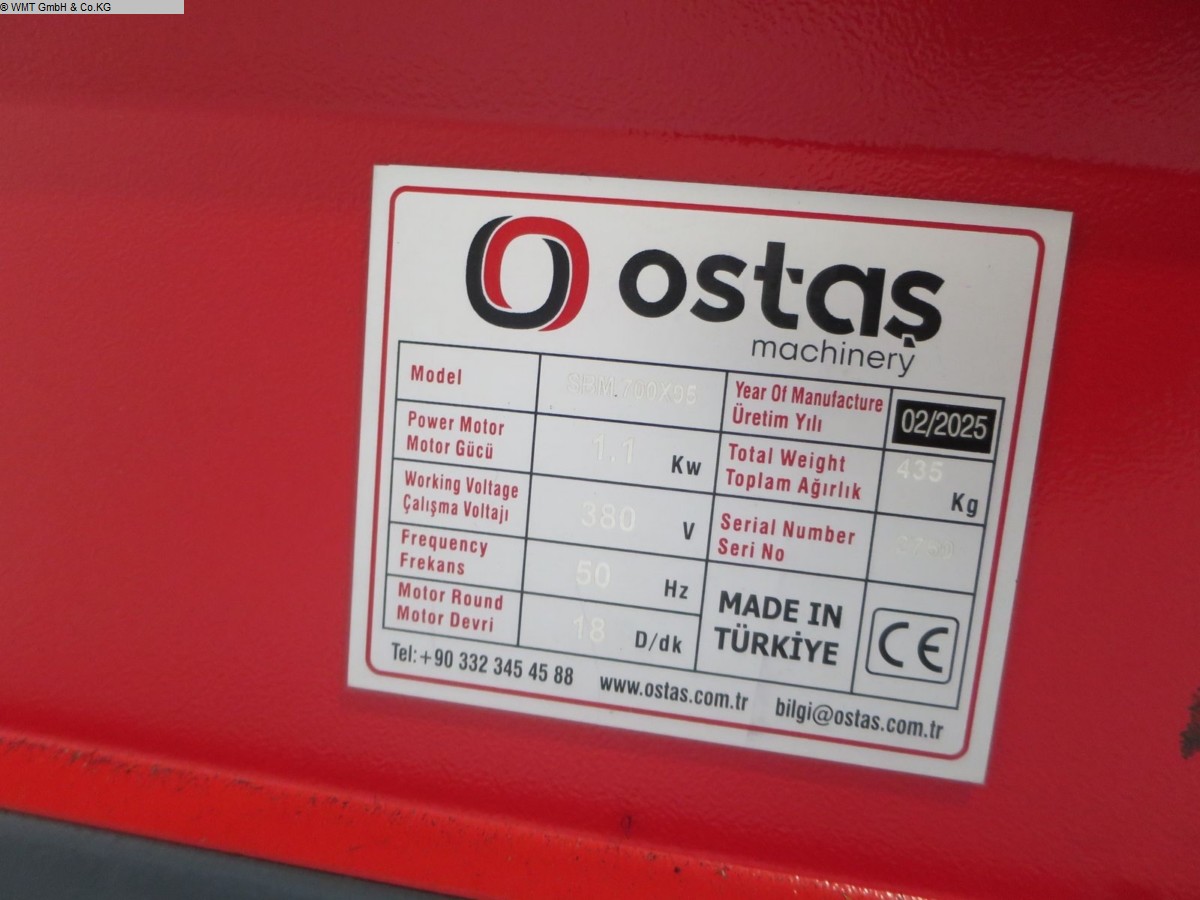 © WMT GmbH & Co.KG
ostaş
machinery
Model
SRM.700X95
Year Of Manufacture
Üretim Yılı
02/2025
Power Motor
Motor Gücü
1.1 Kw
Total Weight
Toplam Ağırlık
435 Kg
Working Voltage
Çalışma Voltajı
380 V
Serial Number
Seri No
Frequency
Frekans
50 Hz
Motor Round
Motor Devri
18 D/dk
MADE IN
TÜRKİYE
CE
Tel:+90 332 345 45 88 www.ostas.com.tr bilgi@ostas.com.tr